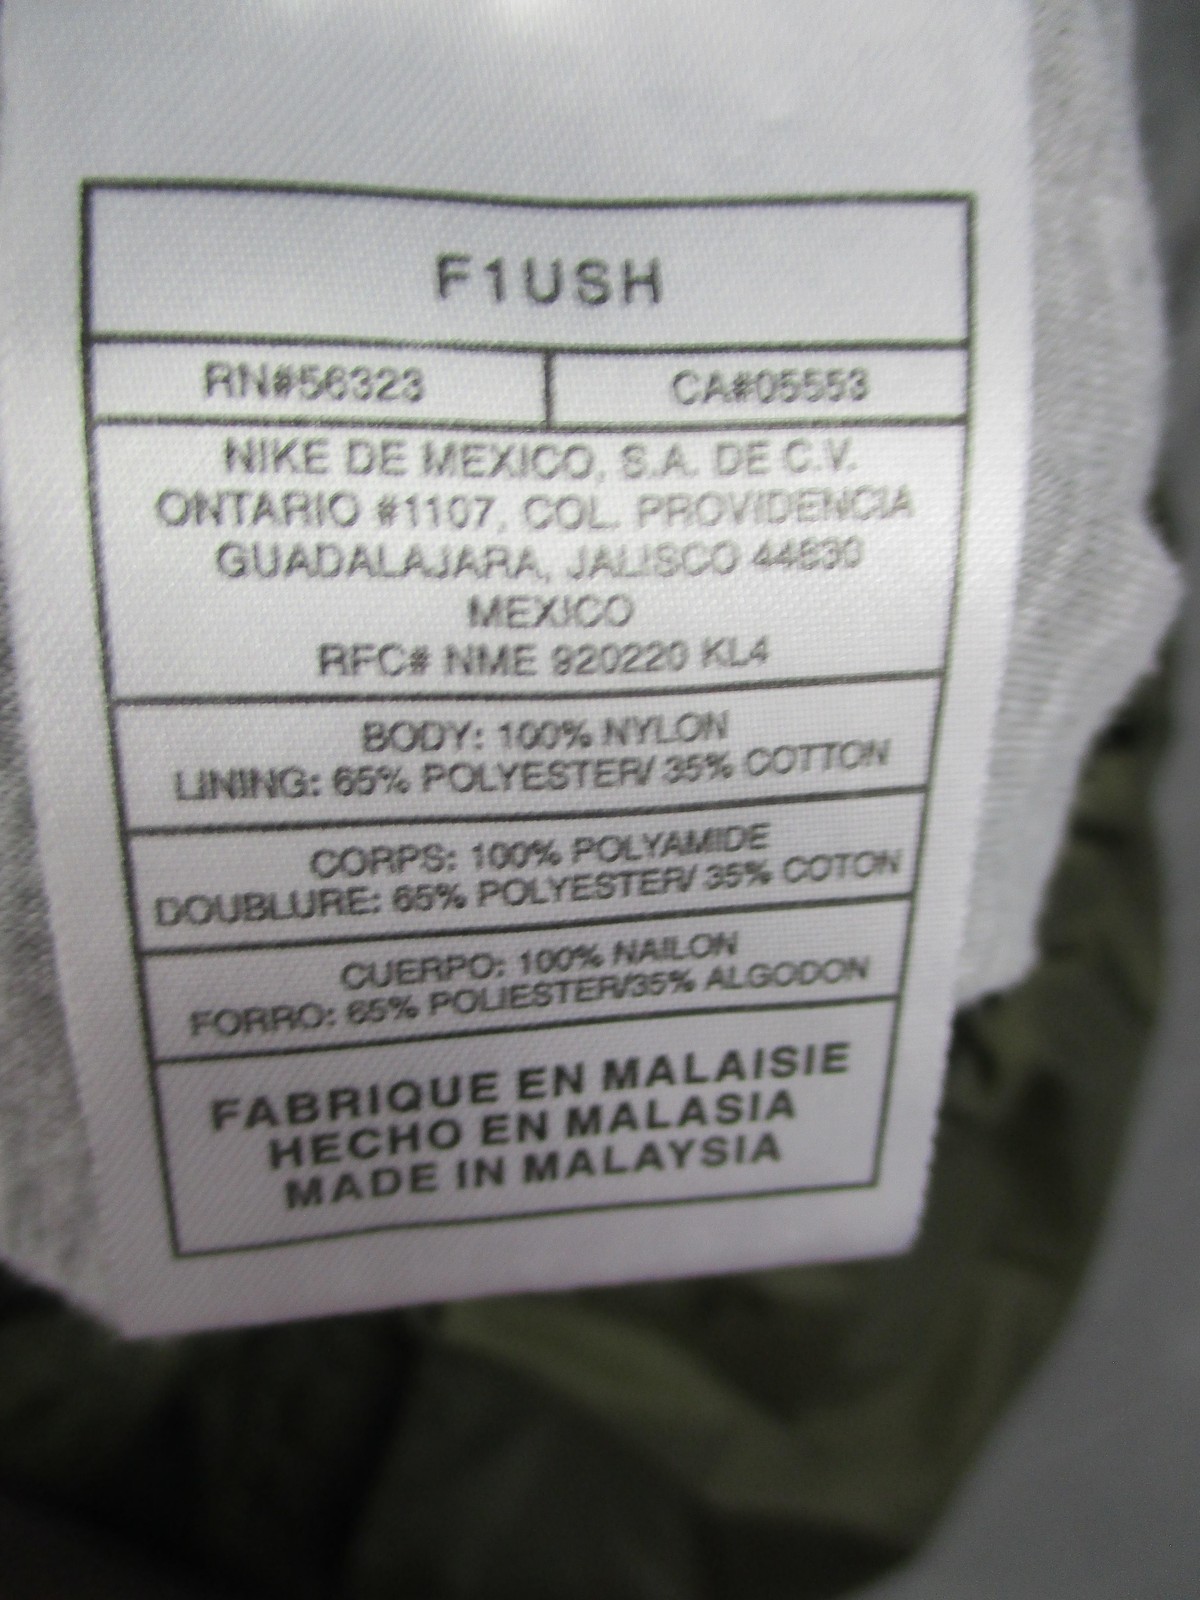 F1USH
RN#56323 CA#05553
NIKE DE MEXICO, S.A. DE C.V.
ONTARIO #1107, COL. PROVIDENCIA
GUADALAJARA, JALISCO 44630
MEXICO
RFC# NME 920220 KL4
BODY: 100% NYLON
LINING: 65% POLYESTER/ 35% COTTON
CORPS: 100% POLYAMIDE
DOUBLURE: 65% POLYESTER/ 35% COTON
CUERPO: 100% NAILON
FORRO: 65% POLIESTER/35% ALGODON
FABRIQUE EN MALAISIE
HECHO EN MALASIA
MADE IN MALAYSIA